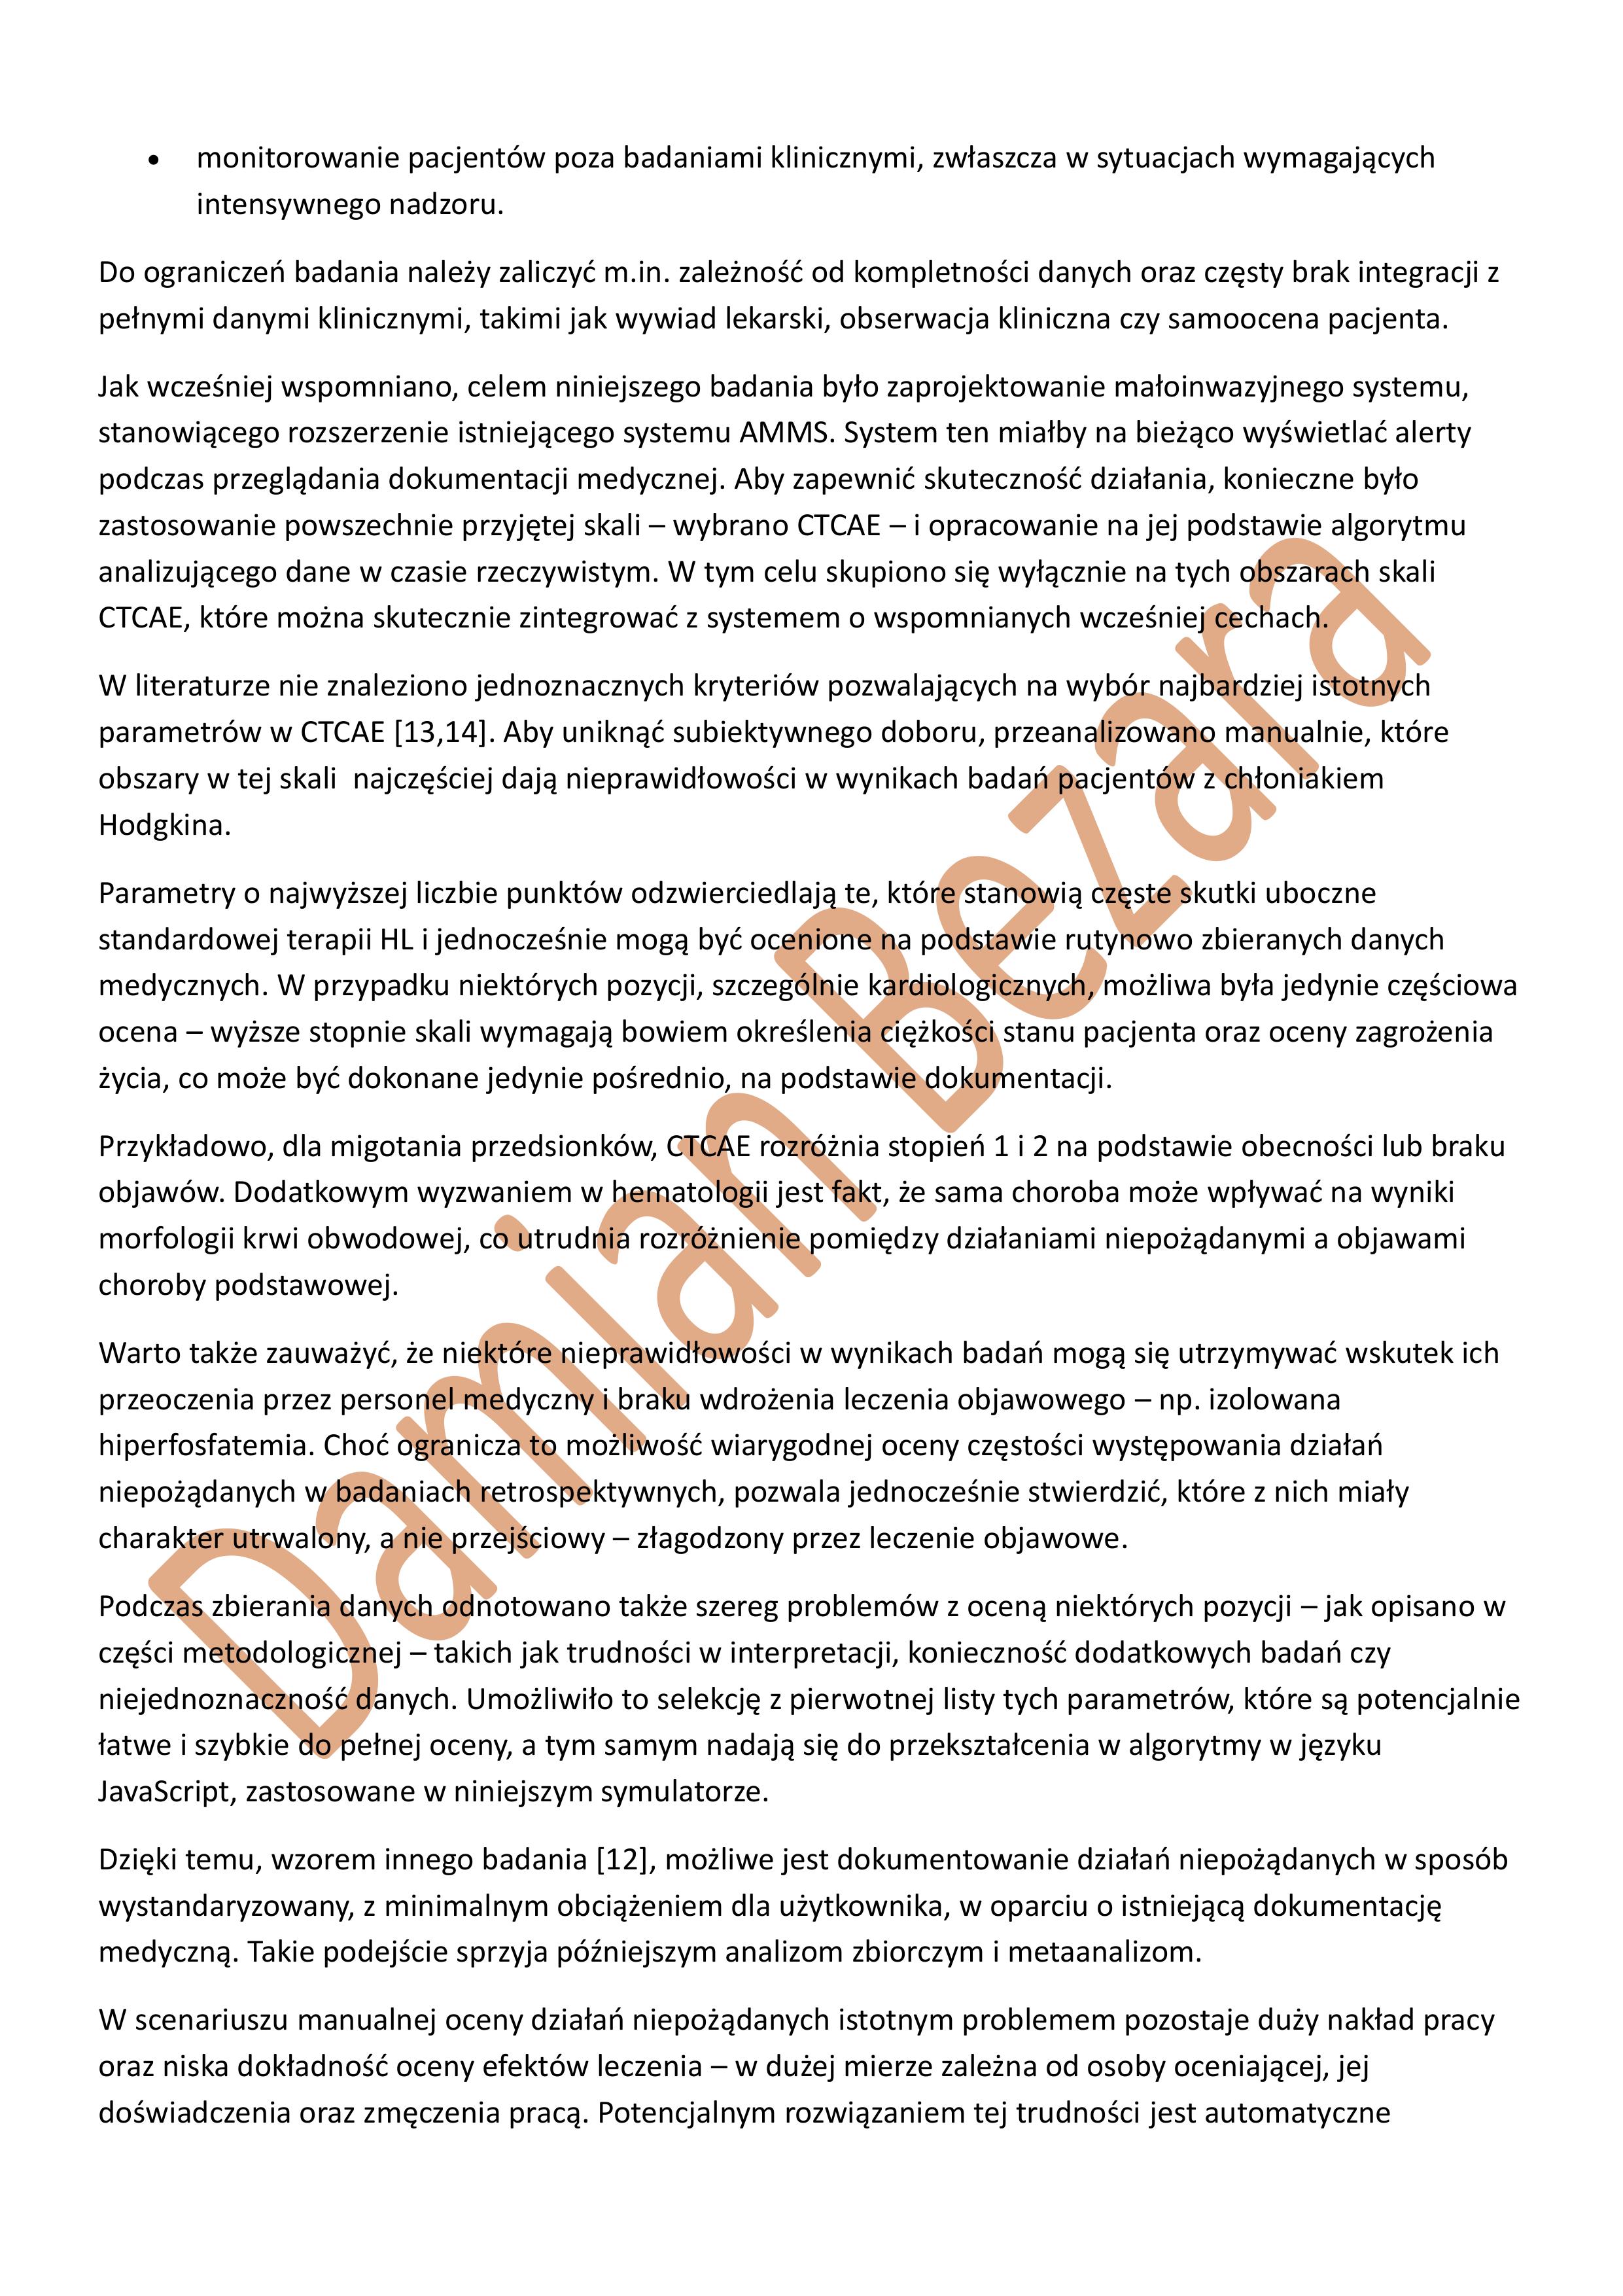 • monitorowanie pacjentów poza badaniami klinicznymi, zwłaszcza w sytuacjach wymagających
intensywnego nadzoru.
Do ograniczeń badania należy zaliczyć m.in. zależność od kompletności danych oraz częsty brak integracji z
pełnymi danymi klinicznymi, takimi jak wywiad lekarski, obserwacja kliniczna czy samoocena pacjenta.
Jak wcześniej wspomniano, celem niniejszego badania było zaprojektowanie małoinwazyjnego systemu,
stanowiącego rozszerzenie istniejącego systemu AMMS. System ten miałby na bieżąco wyświetlać alerty
podczas przeglądania dokumentacji medycznej. Aby zapewnić skuteczność działania, konieczne było
zastosowanie powszechnie przyjętej skali – wybrano CTCAE – i opracowanie na jej podstawie algorytmu
analizującego dane w czasie rzeczywistym. W tym celu skupiono się wyłącznie na tych obszarach skali
CTCAE, które można skutecznie zintegrować z systemem o wspomnianych wcześniej cechach.
W literaturze nie znaleziono jednoznacznych kryteriów pozwalających na wybór najbardziej istotnych
parametrów w CTCAE [13,14]. Aby uniknąć subiektywnego doboru, przeanalizowano manualnie, które
obszary w tej skali  najczęściej dają nieprawidłowości w wynikach badań pacjentów z chłoniakiem
Hodgkina.
Parametry o najwyższej liczbie punktów odzwierciedlają te, które stanowią częste skutki uboczne
standardowej terapii HL i jednocześnie mogą być ocenione na podstawie rutynowo zbieranych danych
medycznych. W przypadku niektórych pozycji, szczególnie kardiologicznych, możliwa była jedynie częściowa
ocena – wyższe stopnie skali wymagają bowiem określenia ciężkości stanu pacjenta oraz oceny zagrożenia
życia, co może być dokonane jedynie pośrednio, na podstawie dokumentacji.
Przykładowo, dla migotania przedsionków, CTCAE rozróżnia stopień 1 i 2 na podstawie obecności lub braku
objawów. Dodatkowym wyzwaniem w hematologii jest fakt, że sama choroba może wpływać na wyniki
morfologii krwi obwodowej, co utrudnia rozróżnienie pomiędzy działaniami niepożądanymi a objawami
choroby podstawowej.
Warto także zauważyć, że niektóre nieprawidłowości w wynikach badań mogą się utrzymywać wskutek ich
przeoczenia przez personel medyczny i braku wdrożenia leczenia objawowego – np. izolowana
hiperfosfatemia. Choć ogranicza to możliwość wiarygodnej oceny częstości występowania działań
niepożądanych w badaniach retrospektywnych, pozwala jednocześnie stwierdzić, które z nich miały
charakter utrwalony, a nie przejściowy – złagodzony przez leczenie objawowe.
Podczas zbierania danych odnotowano także szereg problemów z oceną niektórych pozycji – jak opisano w
części metodologicznej – takich jak trudności w interpretacji, konieczność dodatkowych badań czy
niejednoznaczność danych. Umożliwiło to selekcję z pierwotnej listy tych parametrów, które są potencjalnie
łatwe i szybkie do pełnej oceny, a tym samym nadają się do przekształcenia w algorytmy w języku
JavaScript, zastosowane w niniejszym symulatorze.
Dzięki temu, wzorem innego badania [12], możliwe jest dokumentowanie działań niepożądanych w sposób
wystandaryzowany, z minimalnym obciążeniem dla użytkownika, w oparciu o istniejącą dokumentację
medyczną. Takie podejście sprzyja późniejszym analizom zbiorczym i metaanalizom.
W scenariuszu manualnej oceny działań niepożądanych istotnym problemem pozostaje duży nakład pracy
oraz niska dokładność oceny efektów leczenia – w dużej mierze zależna od osoby oceniającej, jej
doświadczenia oraz zmęczenia pracą. Potencjalnym rozwiązaniem tej trudności jest automatyczne
Damian Bezara